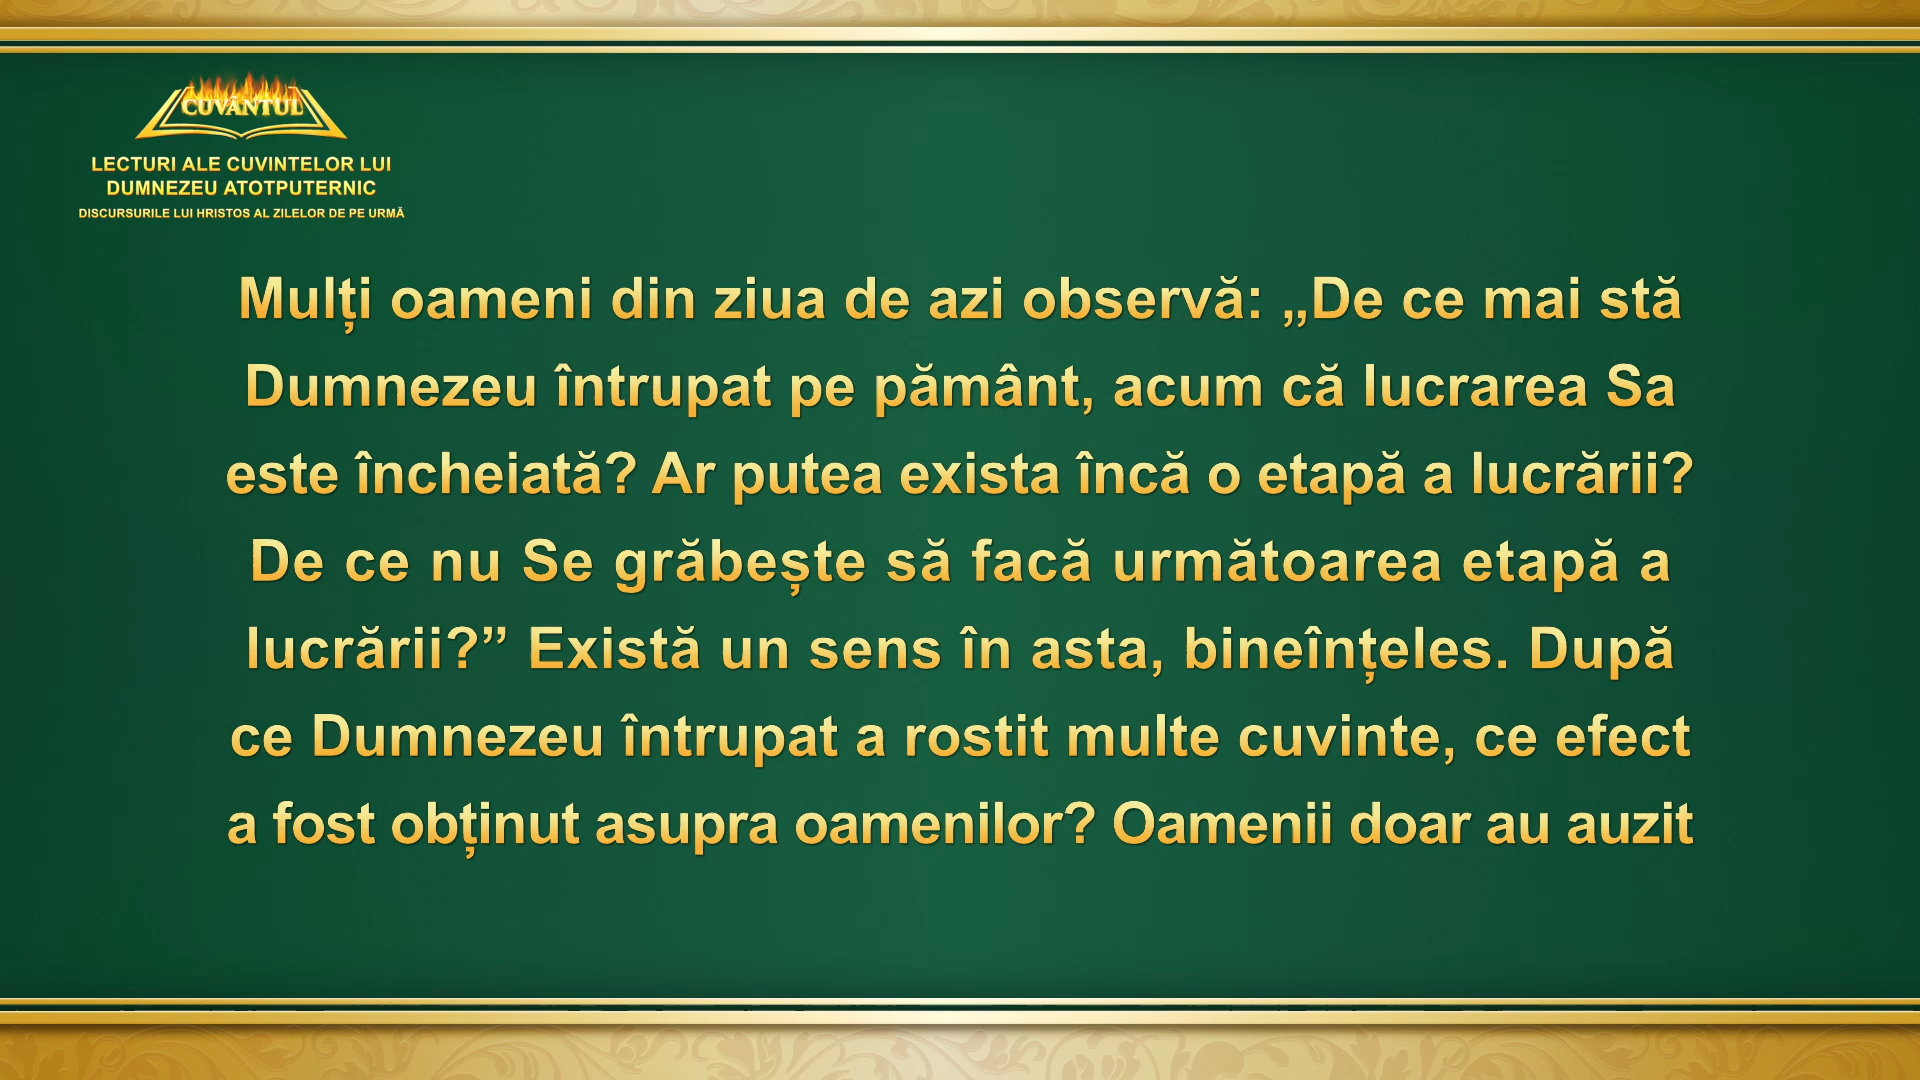 CUVÂNTUL
LECTURI ALE CUVINTELOR LUI
DUMNEZEU ATOTPUTERNIC
DISCURSURILE LUI HRISTOS AL ZILELOR DE PE URMĂ
Mulți oameni din ziua de azi observă: „De ce mai stă
Dumnezeu întrupat pe pământ, acum că lucrarea Sa
este încheiată? Ar putea exista încă o etapă a lucrării?
De ce nu Se grăbește să facă următoarea etapă a
lucrării?” Există un sens în asta, bineînțeles. După
ce Dumnezeu întrupat a rostit multe cuvinte, ce efect
a fost obținut asupra oamenilor? Oamenii doar au auzit